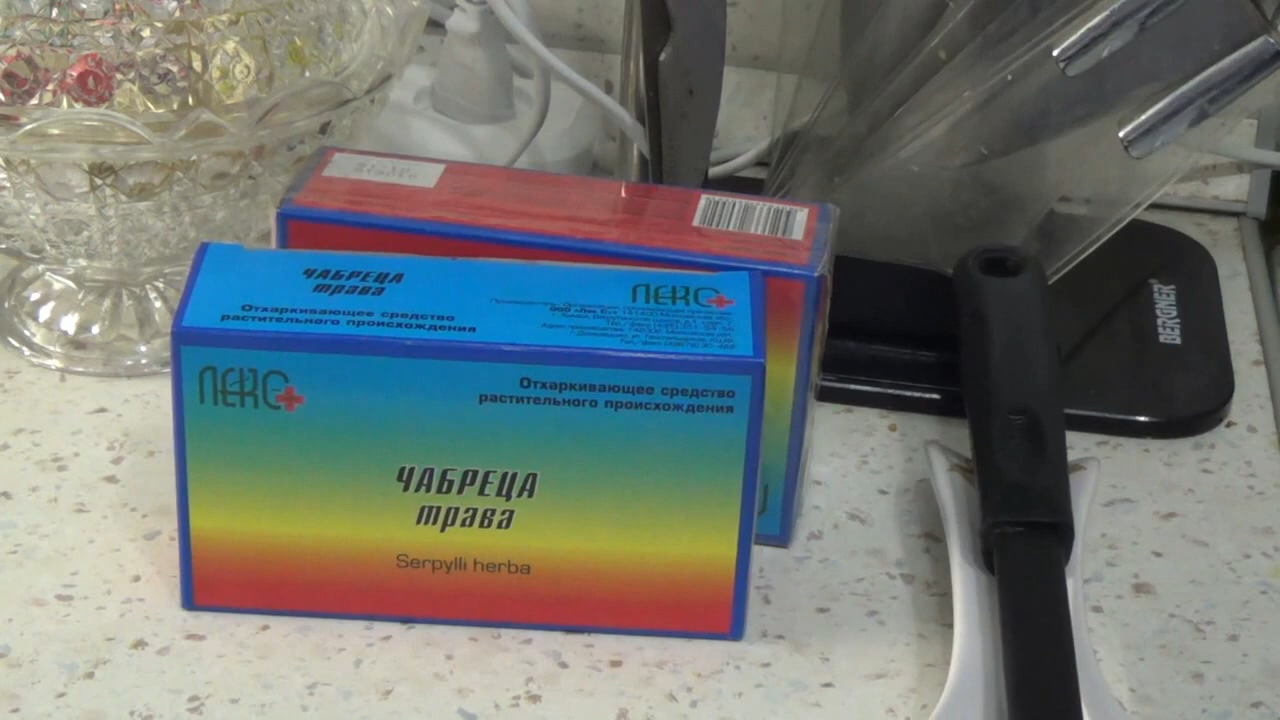 ЧАБРЕЦА
трава
Отхаркивающее средство
растительного происхождения
ЛЕКС+
ЛЕКС+
Отхаркивающее средство
растительного происхождения
ЧАБРЕЦА
трава
Serpylli herba
BERGNER